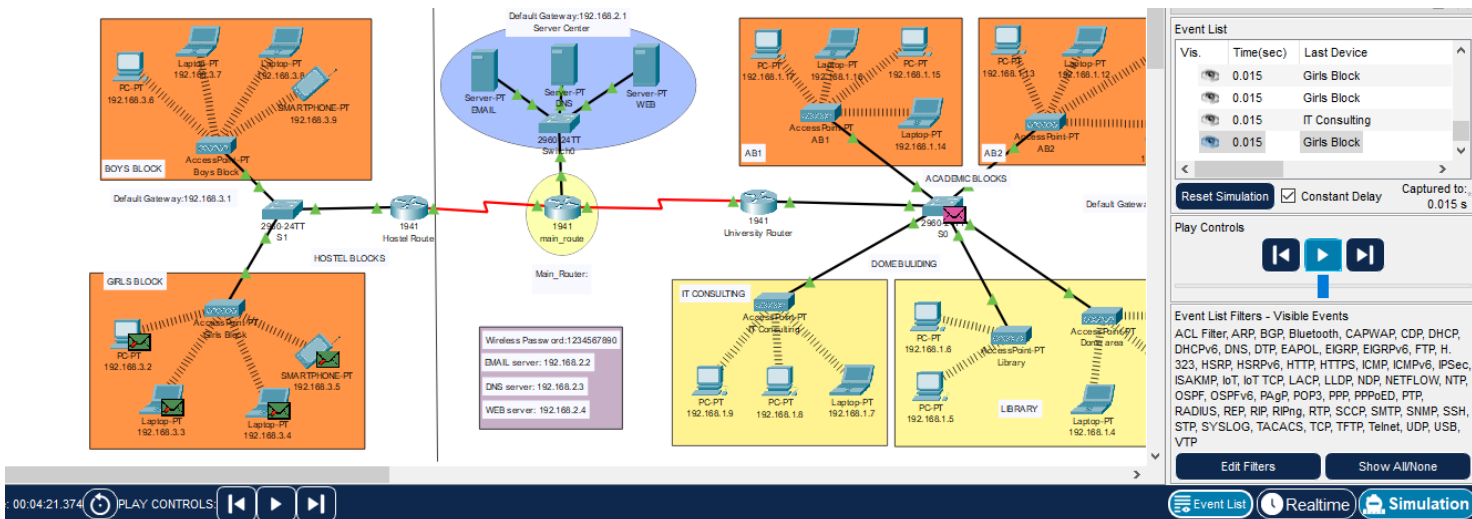 Default Gateway:192.168.2.1
Server Center
Laptop-PT
192.168.3.7
Laptop-PT
192.168.3.8
PC-PT
192.168.3.6
SMARTPHONE-PT
192.168.3.9
AccessPoint-PT
Boys Block
BOYS BLOCK
Default Gateway:192.168.3.1
2960-24TT
S1
1941
Hostel Route
HOSTEL BLOCKS
GIRLS BLOCK
AccessPoint-PT
Girls Block
PC-PT
192.168.3.2
SMARTPHONE-PT
192.168.3.5
Laptop-PT
192.168.3.3
Laptop-PT
192.168.3.4
Server-PT
EMAIL
Server-PT
DNS
Server-PT
WEB
2960-24TT
Switch0
1941
main_route
Main_Router:
Wireless Password:1234567890
EMAIL server: 192.168.2.2
DNS server: 192.168.2.3
WEB server: 192.168.2.4
1941
University Router
PC-PT
Laptop-PT
192.168.1.16
PC-PT
192.168.1.15
Laptop-PT
192.168.1.14
AccessPoint-PT
AB1
AB1
PC-PT
192.168.1.13
Laptop-PT
192.168.1.12
AccessPoint-PT
AB2
AB2
ACADEMIC BLOCKS
S0
DOME BULIDING
IT CONSULTING
AccessPoint-PT
IT Consulting
PC-PT
192.168.1.9
PC-PT
192.168.1.8
Laptop-PT
192.168.1.7
PC-PT
192.168.1.6
AccessPoint-PT
Library
PC-PT
192.168.1.5
LIBRARY
AccessPoint-PT
Dome area
Laptop-PT
192.168.1.4
Event List
Vis. Time(sec) Last Device
0.015 Girls Block
0.015 Girls Block
0.015 IT Consulting
0.015 Girls Block
Reset Simulation Constant Delay Captured to:
0.015 s
Play Controls
Event List Filters - Visible Events
ACL Filter, ARP, BGP, Bluetooth, CAPWAP, CDP, DHCP,
DHCPv6, DNS, DTP, EAPOL, EIGRP, EIGRPv6, FTP, H.
323, HSRP, HSRPv6, HTTP, HTTPS, ICMP, ICMPv6, IPSec,
ISAKMP, IoT, IoT TCP, LACP, LLDP, NDP, NETFLOW, NTP,
OSPF, OSPFv6, PAgP, POP3, PPP, PPPoED, PTP,
RADIUS, REP, RIP, RIPng, RTP, SCCP, SMTP, SNMP, SSH,
STP, SYSLOG, TACACS, TCP, TFTP, Telnet, UDP, USB,
VTP
Edit Filters Show All/None
00:04:21.374 PLAY CONTROLS:
Event List Realtime Simulation